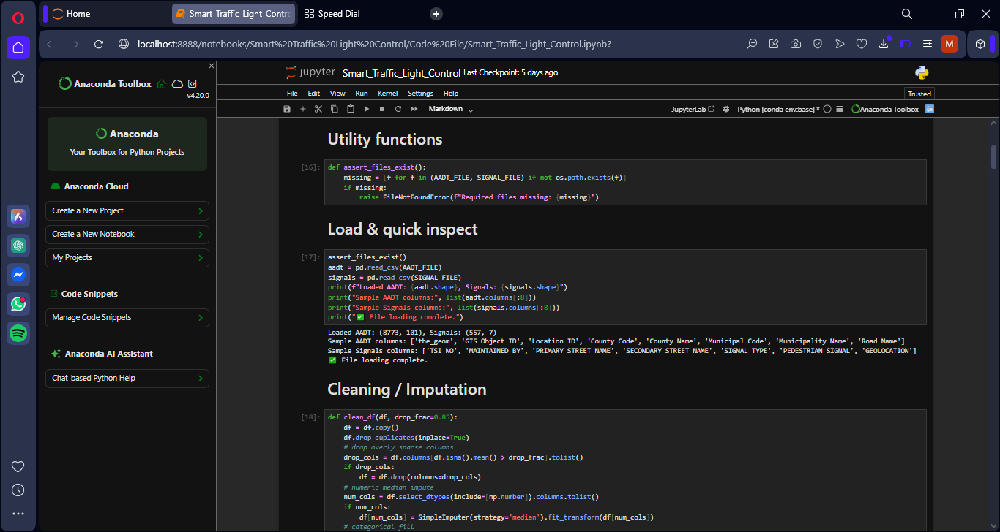 Home
Smart_Traffic_Light_Contro
Speed Dial
localhost:8888/notebooks/Smart%20Traffic%20Light%20Control/Code%20File/Smart_Traffic_Light_Control.ipynb?
M
Anaconda Toolbox
v4.20.0
Anaconda
Your Toolbox for Python Projects
Anaconda Cloud
Create a New Project
Create a New Notebook
My Projects
Code Snippets
Manage Code Snippets
Anaconda AI Assistant
Chat-based Python Help
jupyter Smart_Traffic_Light_Control Last Checkpoint: 5 days ago
File Edit View Run Kernel Settings Help
Trusted
Markdown
JupyterLab
Python [conda env:base] *
Anaconda Toolbox
Utility functions
[16]:
def assert_files_exist():
    missing = [f for f in (AADT_FILE, SIGNAL_FILE) if not os.path.exists(f)]
    if missing:
        raise FileNotFoundError(f"Required files missing: {missing}")
Load & quick inspect
[17]:
assert_files_exist()
aadt = pd.read_csv(AADT_FILE)
signals = pd.read_csv(SIGNAL_FILE)
print(f"Loaded AADT: {aadt.shape}, Signals: {signals.shape}")
print("Sample AADT columns:", list(aadt.columns[:8]))
print("Sample Signals columns:", list(signals.columns[:8]))
print("✅ File loading complete.")
Loaded AADT: (8773, 101), Signals: (557, 7)
Sample AADT columns: ['the_geom', 'GIS Object ID', 'Location ID', 'County Code', 'County Name', 'Municipal Code', 'Municipality Name', 'Road Name']
Sample Signals columns: ['TSI NO', 'MAINTAINED BY', 'PRIMARY STREET NAME', 'SECONDARY STREET NAME', 'SIGNAL TYPE', 'PEDESTRIAN SIGNAL', 'GEOLOCATION']
✅ File loading complete.
Cleaning / Imputation
[18]:
def clean_df(df, drop_frac=0.85):
    df = df.copy()
    df.drop_duplicates(inplace=True)
    # drop overly sparse columns
    drop_cols = df.columns[df.isna().mean() > drop_frac].tolist()
    if drop_cols:
        df = df.drop(columns=drop_cols)
    # numeric median impute
    num_cols = df.select_dtypes(include=[np.number]).columns.tolist()
    if num_cols:
        df[num_cols] = SimpleImputer(strategy='median').fit_transform(df[num_cols])
    # categorical fill